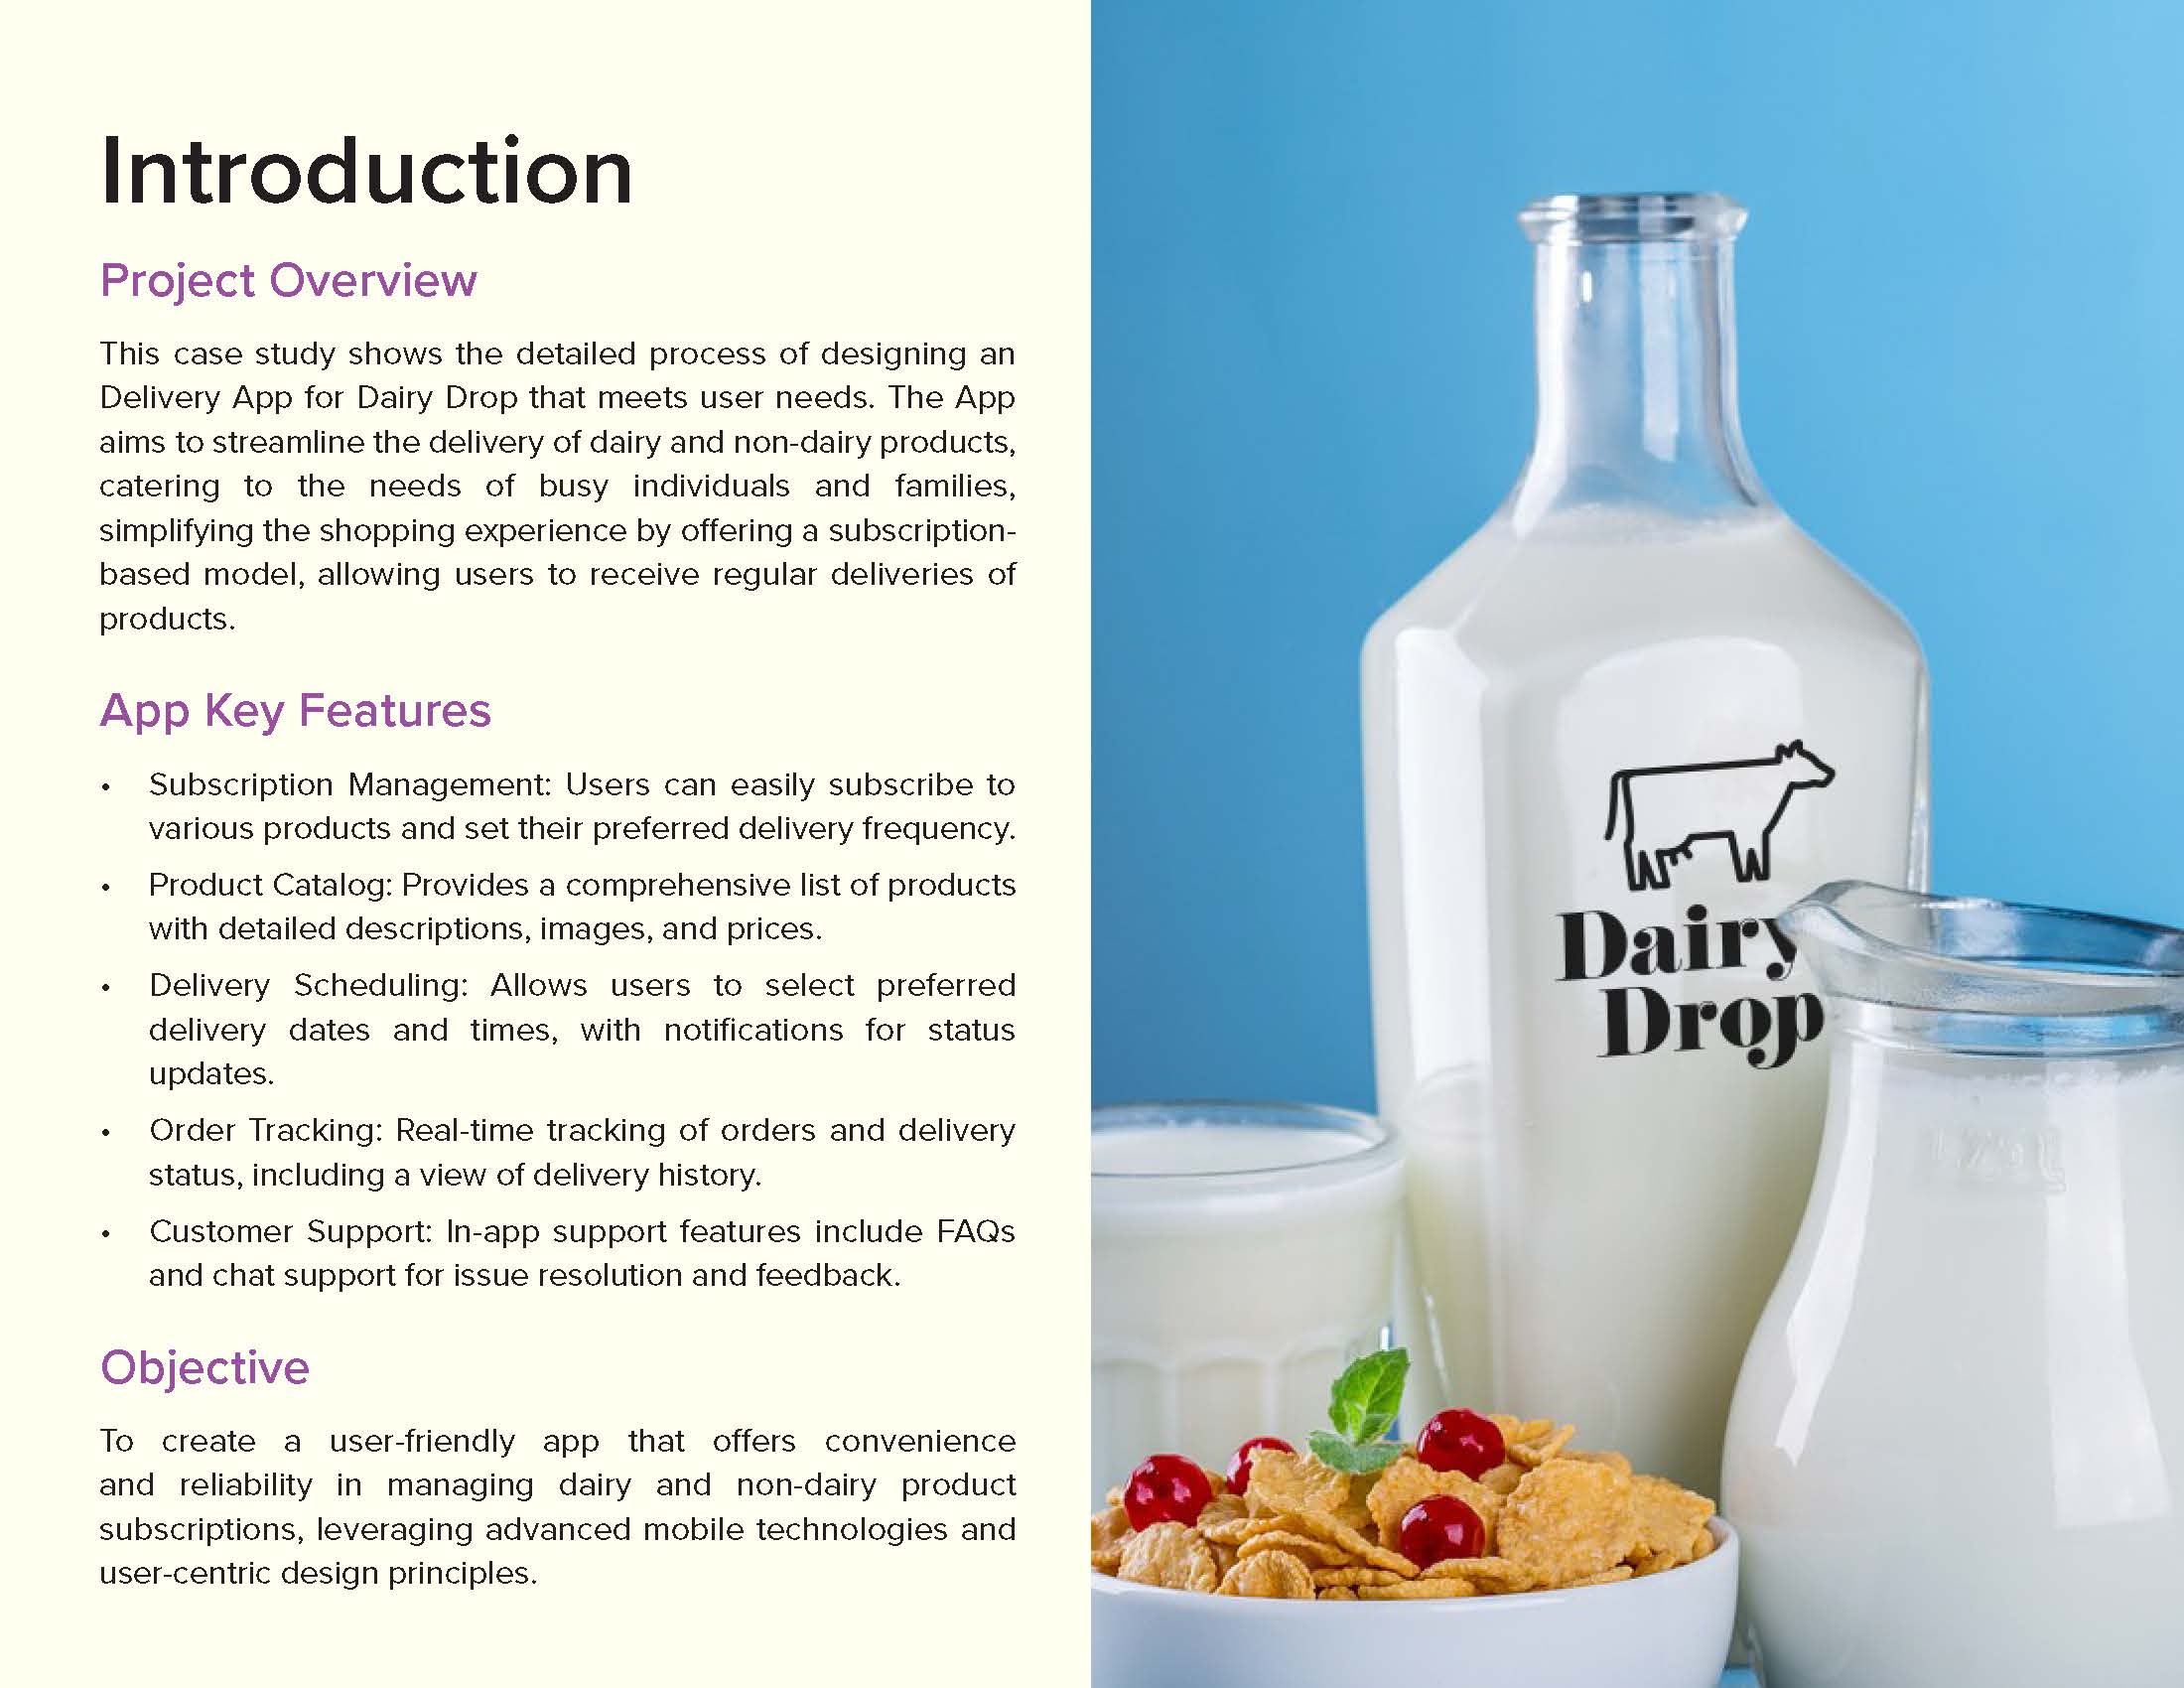 Introduction
Project Overview
This case study shows the detailed process of designing an
Delivery App for Dairy Drop that meets user needs. The App
aims to streamline the delivery of dairy and non-dairy products,
catering to the needs of busy individuals and families,
simplifying the shopping experience by offering a subscription-
based model, allowing users to receive regular deliveries of
products.
App Key Features
• Subscription Management: Users can easily subscribe to
various products and set their preferred delivery frequency.
• Product Catalog: Provides a comprehensive list of products
with detailed descriptions, images, and prices.
• Delivery Scheduling: Allows users to select preferred
delivery dates and times, with notifications for status
updates.
• Order Tracking: Real-time tracking of orders and delivery
status, including a view of delivery history.
• Customer Support: In-app support features include FAQs
and chat support for issue resolution and feedback.
Objective
To create a user-friendly app that offers convenience
and reliability in managing dairy and non-dairy product
subscriptions, leveraging advanced mobile technologies and
user-centric design principles.
Dairy
Drop